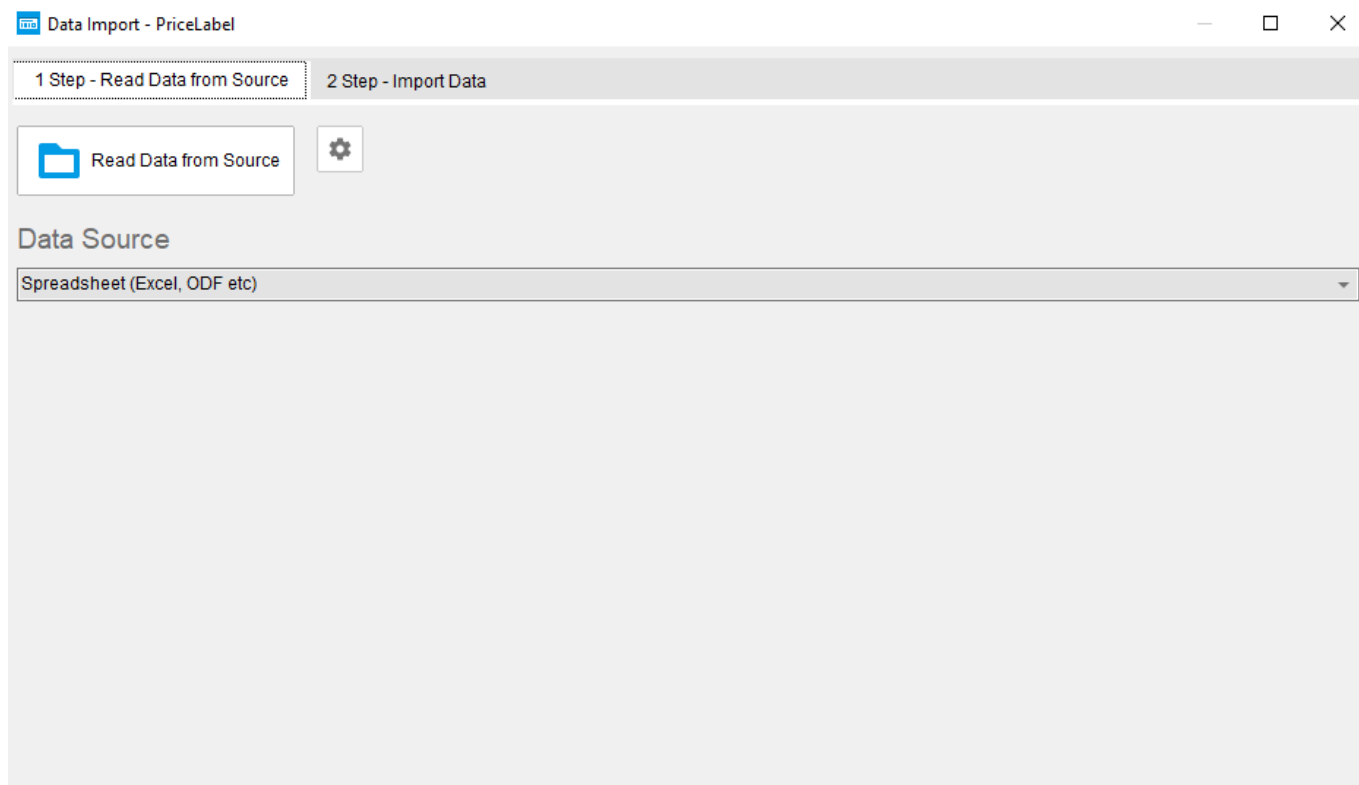 Data Import - PriceLabel
1 Step - Read Data from Source
2 Step - Import Data
Read Data from Source
Data Source
Spreadsheet (Excel, ODF etc)